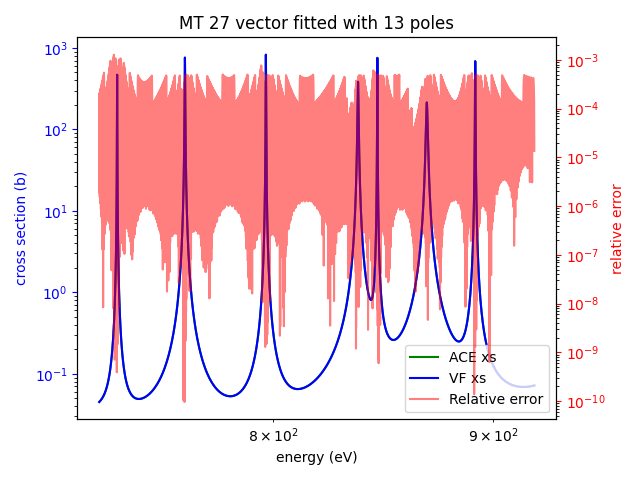 MT 27 vector fitted with 13 poles
10³
10²
10¹
10⁰
10⁻¹
cross section (b)
10⁻³
10⁻⁴
10⁻⁵
10⁻⁶
10⁻⁷
10⁻⁸
10⁻⁹
10⁻¹⁰
relative error
ACE xs
VF xs
Relative error
8 × 10²
9 × 10²
energy (eV)